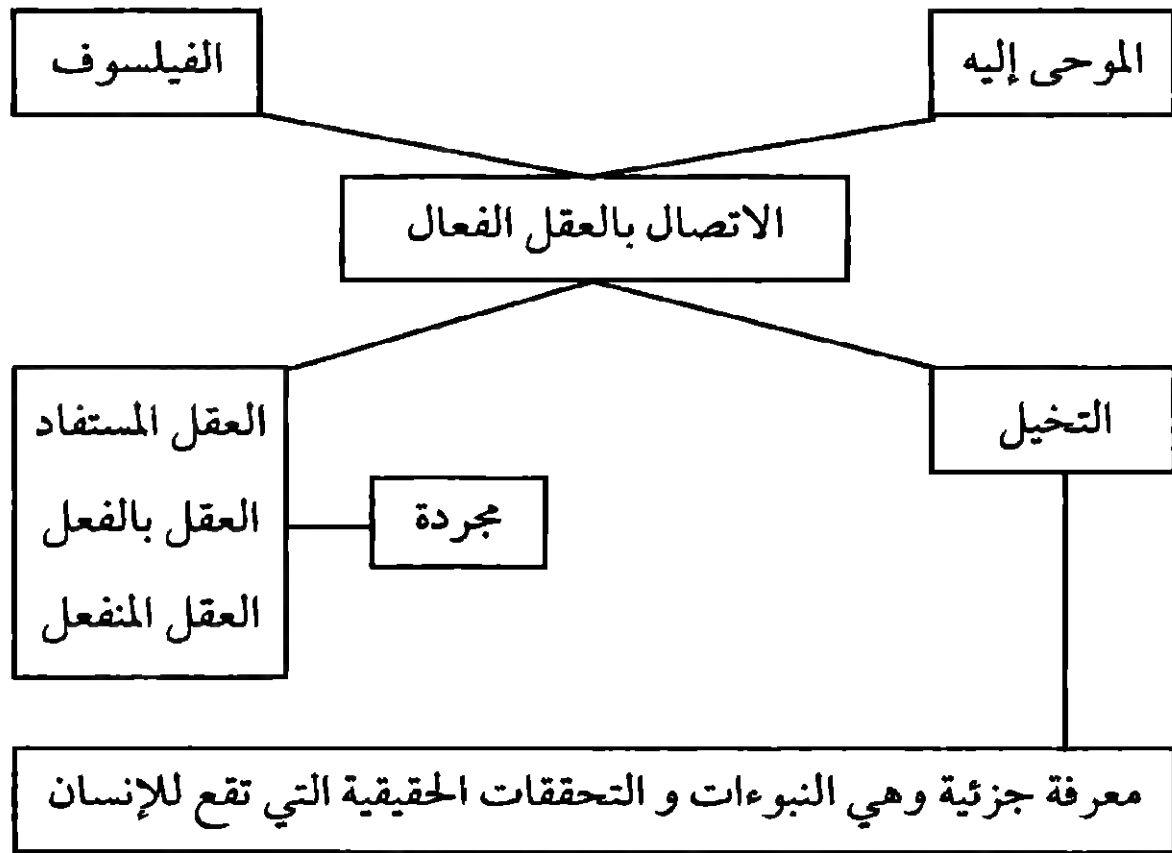 الموحى إليه
الفيلسوف
الاتصال بالعقل الفعال
التخيل
العقل المستفاد
العقل بالفعل
العقل المنفعل
مجردة
معرفة جزئية وهي النبوءات و التحققات الحقيقية التي تقع للإنسان